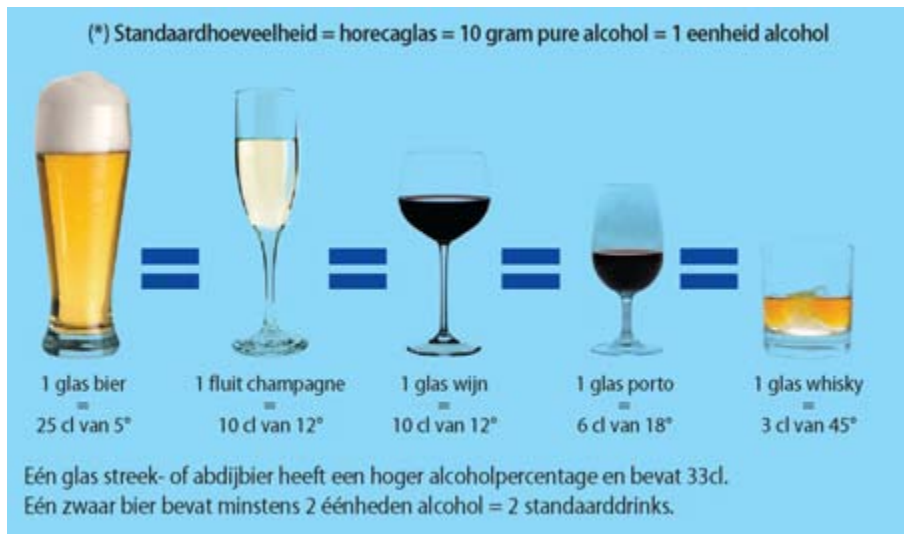 (*) Standaardhoeveelheid = horecaglas = 10 gram pure alcohol = 1 eenheid alcohol
1 glas bier
=
25 cl van 5°
1 fluit champagne
=
10 cl van 12°
1 glas wijn
=
10 cl van 12°
1 glas porto
=
6 cl van 18°
1 glas whisky
=
3 cl van 45°
Eén glas streek- of abdijbier heeft een hoger alcoholpercentage en bevat 33cl.
Eén zwaar bier bevat minstens 2 éénheden alcohol = 2 standaarddrinks.